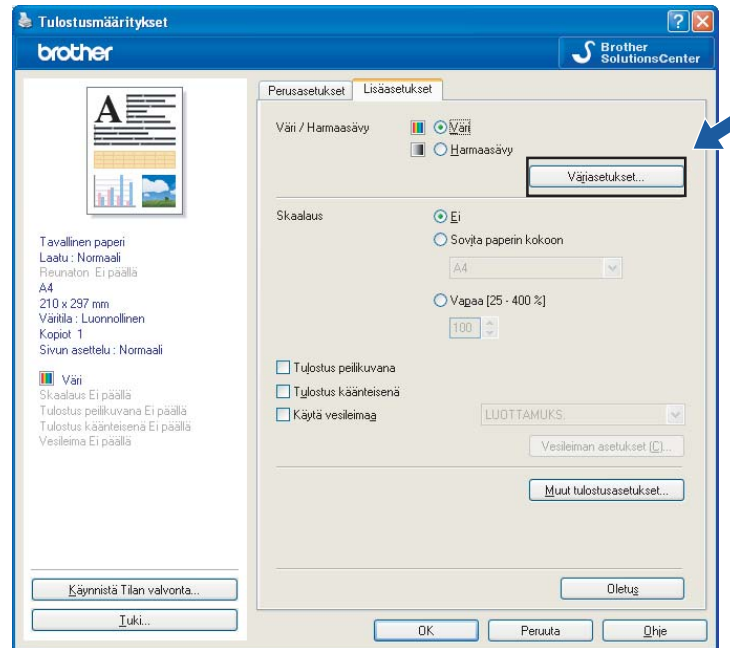 Tulostusmääritykset
brother
Brother
SolutionsCenter
A
Tavallinen paperi
Laatu : Normaali
Reunaton Ei päällä
A4
210 x 297 mm
Väritila : Luonnollinen
Kopiot 1
Sivun asettelu : Normaali
Väri
Skaalaus Ei päällä
Tulostus peilikuvana Ei päällä
Tulostus käänteisenä Ei päällä
Vesileima Ei päällä
Käynnistä Tilan valvonta...
Tuki...
Perusasetukset Lisäasetukset
Väri / Harmaasävy Väri
Harmaasävy
Väriasetukset...
Skaalaus Ei
Sovita paperin kokoon
A4
Vapaa [25 - 400 %]
100
Tulostus peilikuvana
Tulostus käänteisenä
Käytä vesileimaa LUOTTAMUKS.
Vesileiman asetukset (C)...
Muut tulostusasetukset...
Oletus
OK Peruuta Ohje